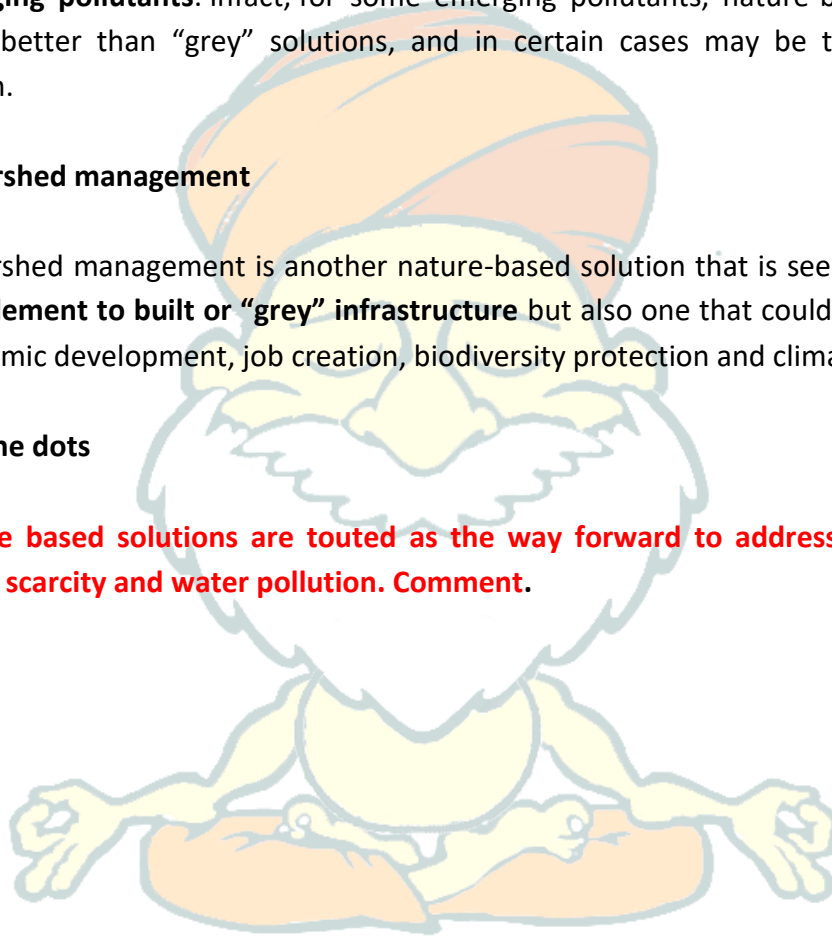 ging pollutants. Infact, for some emerging pollutants, nature b
better than “grey” solutions, and in certain cases may be t
n.
rshed management
rshed management is another nature-based solution that is see
lement to built or “grey” infrastructure but also one that could
mic development, job creation, biodiversity protection and clima
ne dots
e based solutions are touted as the way forward to address
scarcity and water pollution. Comment.